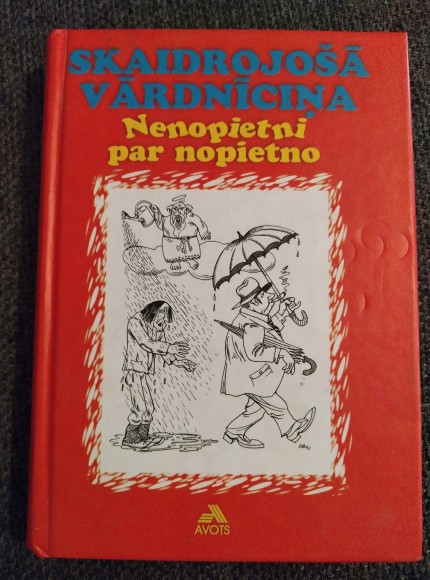 SKAIDROJOŠĀ
VĀRDNĪCIŅA
Nenopietni
par nopietno
AVOTS